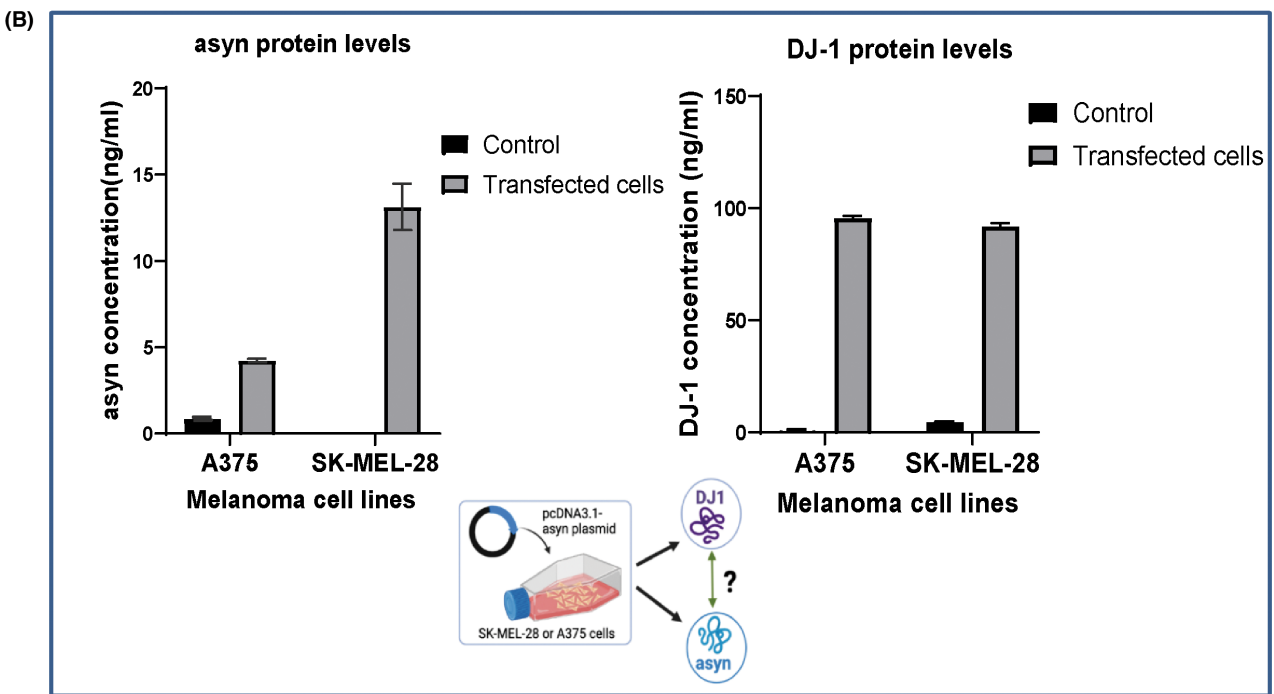 (B)
asyn protein levels
asyn concentration(ng/ml)
20
15
10
5
0
Control
Transfected cells
A375
SK-MEL-28
Melanoma cell lines
DJ-1 protein levels
DJ-1 concentration (ng/ml)
150
100
50
0
Control
Transfected cells
A375
SK-MEL-28
Melanoma cell lines
pcDNA3.1-
asyn plasmid
SK-MEL-28 or A375 cells
DJ1
?
asyn